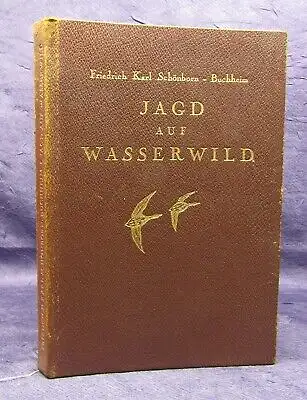 Friedrich Karl Schönborn - Buchheim
JAGD
AUF
WASSERWILD